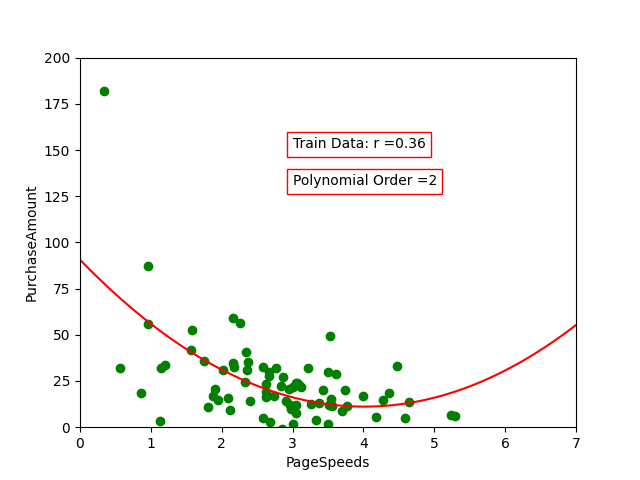 200
175
150
125
100
75
50
25
0
PurchaseAmount
Train Data: r =0.36
Polynomial Order =2
0 1 2 3 4 5 6 7
PageSpeeds